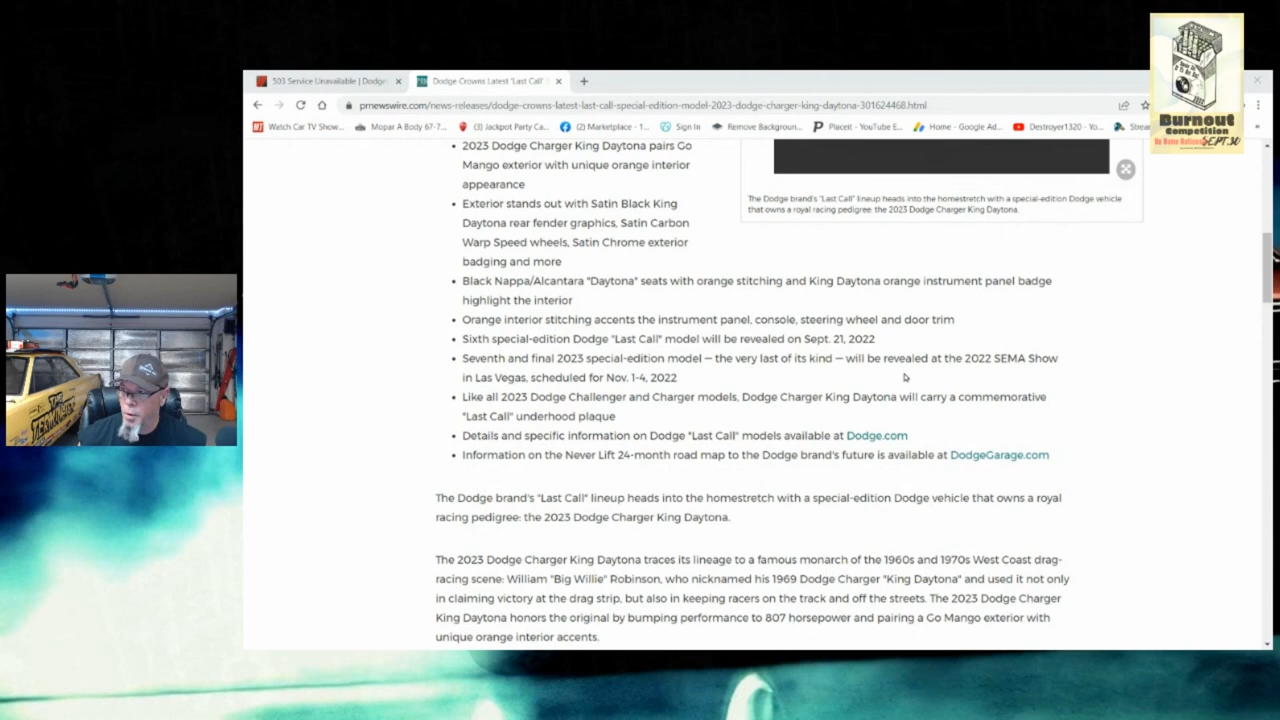 503 Service Unavailable | Dodge
Dodge Crowns Latest 'Last Call'
prnewswire.com/news-releases/dodge-crowns-latest-last-call-special-edition-model-2023-dodge-charger-king-daytona-301624468.html
Watch Car TV Show...
Mopar A Body 67-7...
(3) Jackpot Party Ca...
(2) Marketplace - 1...
Sign In
Remove Backgroun...
Placeit - YouTube E...
Home - Google Ad...
Destroyer1320 - Yo...
Strea
Burnout
Competition
SEPT. 30
2023 Dodge Charger King Daytona pairs Go
Mango exterior with unique orange interior
appearance
Exterior stands out with Satin Black King
Daytona rear fender graphics, Satin Carbon
Warp Speed wheels, Satin Chrome exterior
badging and more
The Dodge brand's "Last Call" lineup heads into the homestretch with a special-edition Dodge vehicle
that owns a royal racing pedigree: the 2023 Dodge Charger King Daytona.
Black Nappa/Alcantara "Daytona" seats with orange stitching and King Daytona orange instrument panel badge
highlight the interior
Orange interior stitching accents the instrument panel, console, steering wheel and door trim
Sixth special-edition Dodge "Last Call" model will be revealed on Sept. 21, 2022
Seventh and final 2023 special-edition model — the very last of its kind — will be revealed at the 2022 SEMA Show
in Las Vegas, scheduled for Nov. 1-4, 2022
Like all 2023 Dodge Challenger and Charger models, Dodge Charger King Daytona will carry a commemorative
"Last Call" underhood plaque
Details and specific information on Dodge "Last Call" models available at Dodge.com
Information on the Never Lift 24-month road map to the Dodge brand's future is available at DodgeGarage.com
The Dodge brand's "Last Call" lineup heads into the homestretch with a special-edition Dodge vehicle that owns a royal
racing pedigree: the 2023 Dodge Charger King Daytona.
The 2023 Dodge Charger King Daytona traces its lineage to a famous monarch of the 1960s and 1970s West Coast drag-
racing scene: William "Big Willie" Robinson, who nicknamed his 1969 Dodge Charger "King Daytona" and used it not only
in claiming victory at the drag strip, but also in keeping racers on the track and off the streets. The 2023 Dodge Charger
King Daytona honors the original by bumping performance to 807 horsepower and pairing a Go Mango exterior with
unique orange interior accents.